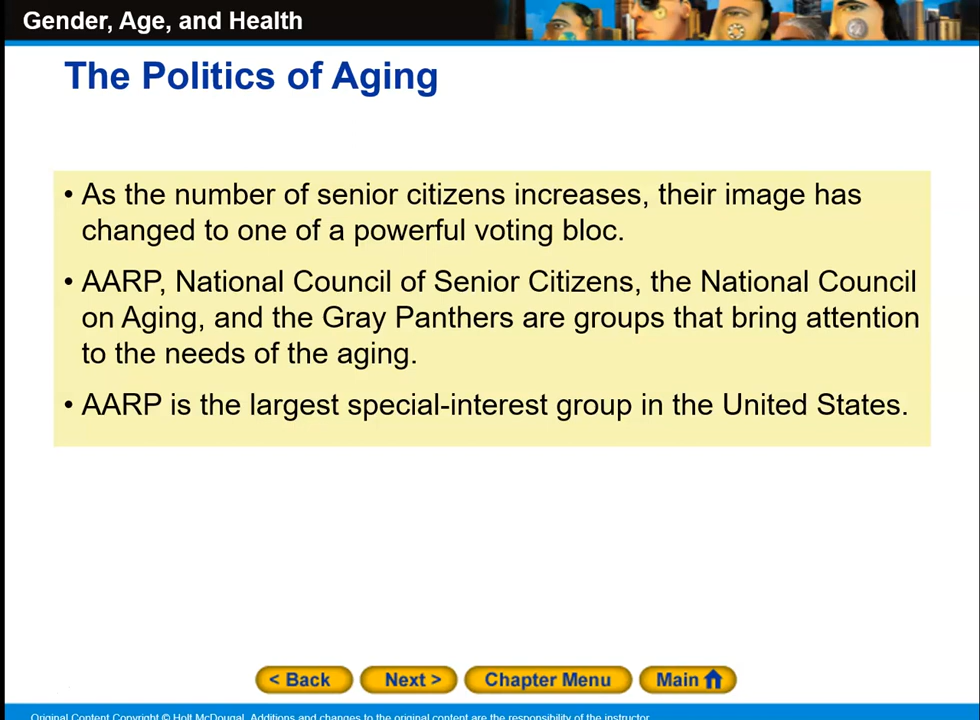 Gender, Age, and Health
The Politics of Aging
• As the number of senior citizens increases, their image has
changed to one of a powerful voting bloc.
• AARP, National Council of Senior Citizens, the National Council
on Aging, and the Gray Panthers are groups that bring attention
to the needs of the aging.
• AARP is the largest special-interest group in the United States.
< Back Next > Chapter Menu Main
Original Content Copyright © Holt McDougal. Additions and changes to the original content are the responsibility of the instructor.